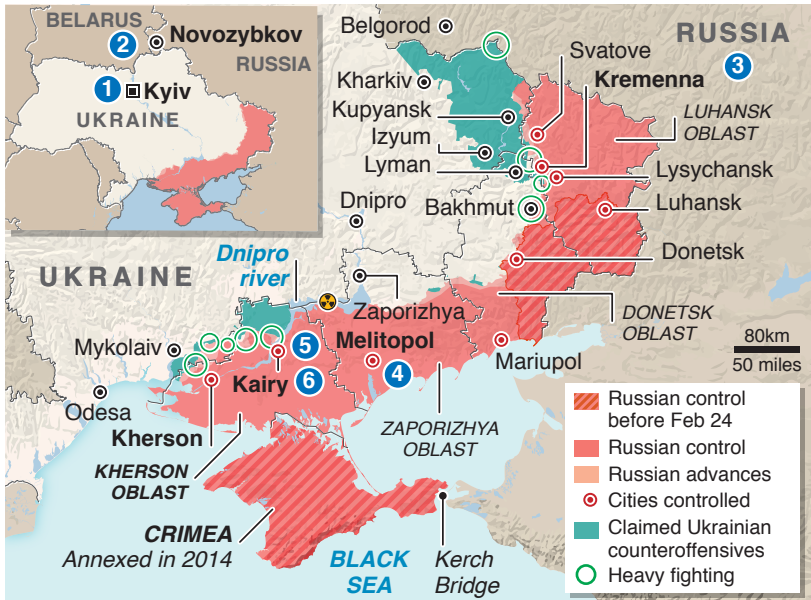 BELARUS
2
Novozybkov
RUSSIA
1
Kyiv
UKRAINE
Belgorod
RUSSIA
3
Svatove
Kharkiv
Kremenna
Kupyansk
LUHANSK
OBLAST
Izyum
Lyman
Lysychansk
Dnipro
Bakhmut
Luhansk
Dnipro
river
Donetsk
UKRAINE
Zaporizhya
DONETSK
OBLAST
Mykolaiv
5
Melitopol
4
Mariupol
80km
50 miles
Kairy
6
Odesa
Kherson
ZAPORIZHYA
OBLAST
KHERSON
OBLAST
CRIMEA
Annexed in 2014
BLACK
SEA
Kerch
Bridge
Russian control
before Feb 24
Russian control
Russian advances
Cities controlled
Claimed Ukrainian
counteroffensives
Heavy fighting